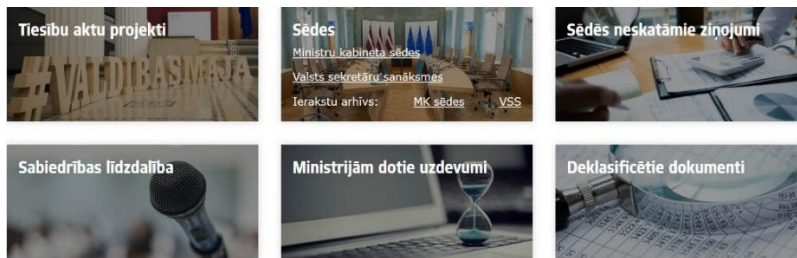 Tiesību aktu projekti
#VALDIBASMAJA
Sēdes
Ministru kabineta sēdes
Valsts sekretāru sanāksmes
Ierakstu arhīvs: MK sēdes VSS
Sēdēs neskatāmie ziņojumi
Sabiedrības līdzdalība
Ministrijām dotie uzdevumi
Deklasificētie dokumenti